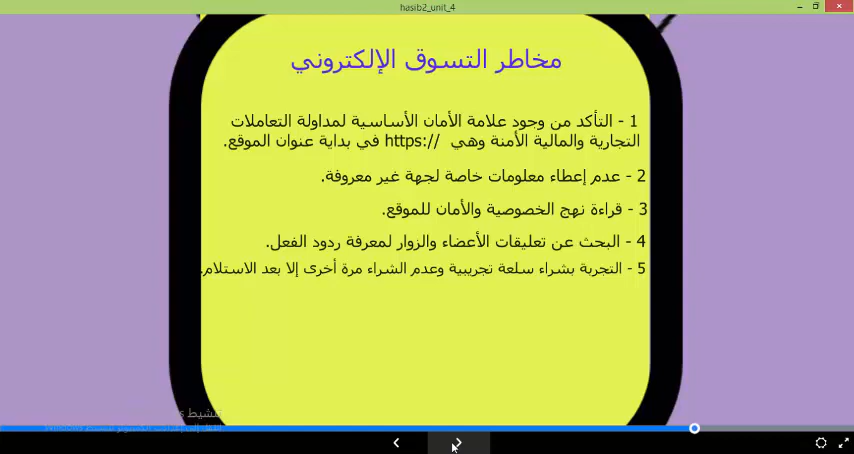 hasib2_unit_4
مخاطر التسوق الإلكتروني
1 - التأكد من وجود علامة الأمان الأساسية لمداولة التعاملات
التجارية والمالية الأمنة وهي https:// في بداية عنوان الموقع.
2 - عدم إعطاء معلومات خاصة لجهة غير معروفة.
3 - قراءة نهج الخصوصية والأمان للموقع.
4 - البحث عن تعليقات الأعضاء والزوار لمعرفة ردود الفعل.
5 - التجربة بشراء سلعة تجريبية وعدم الشراء مرة أخرى إلا بعد الاستلام.